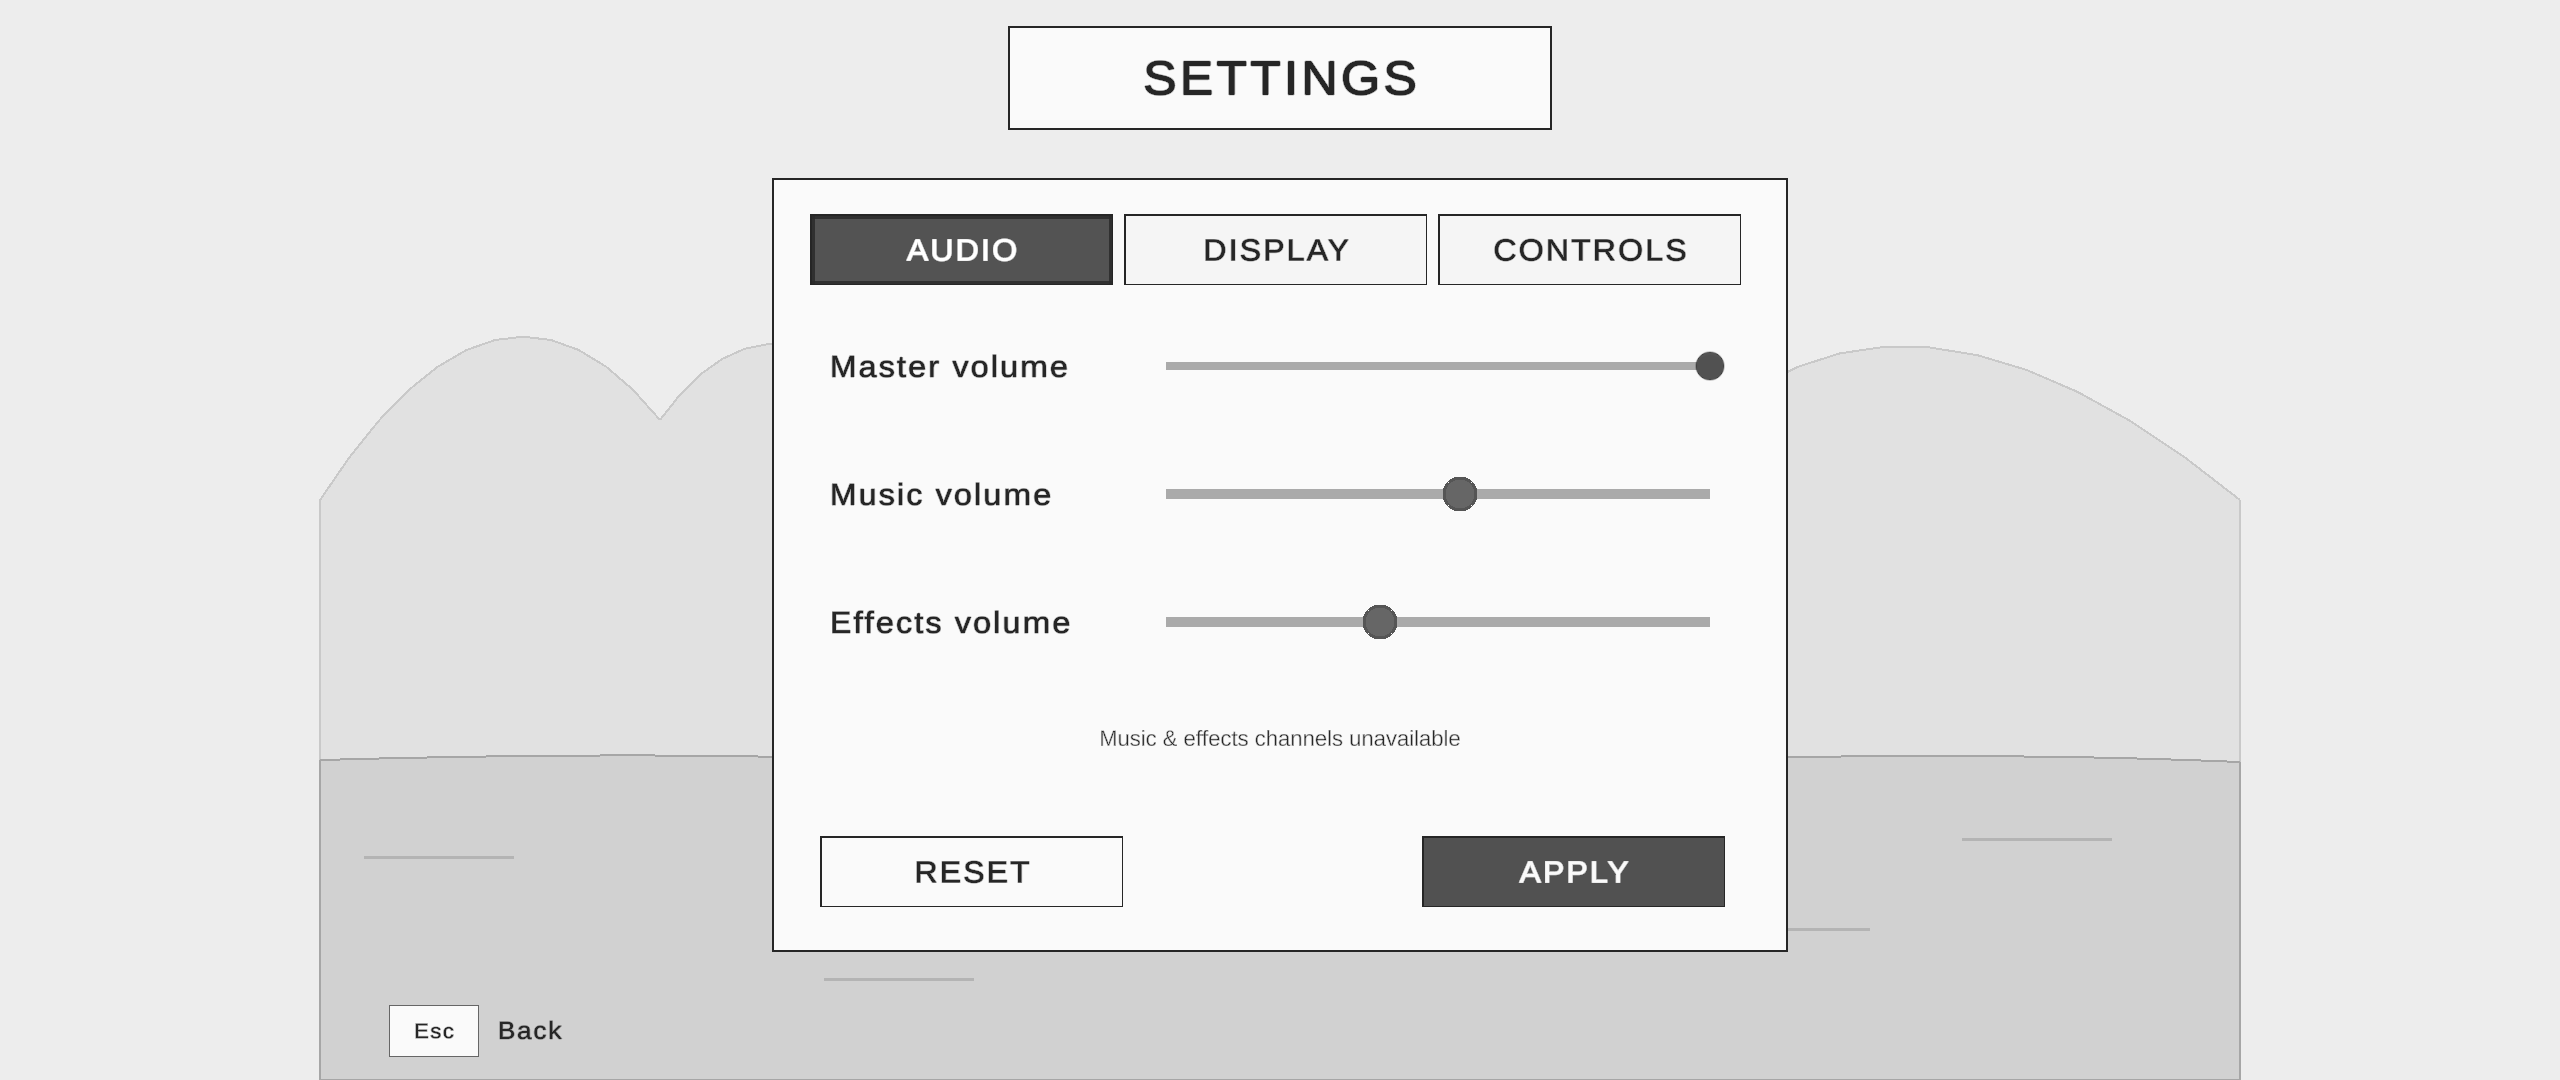 SETTINGS
AUDIO DISPLAY CONTROLS
Master volume
Music volume
Effects volume
Music & effects channels unavailable
RESET APPLY
Esc Back